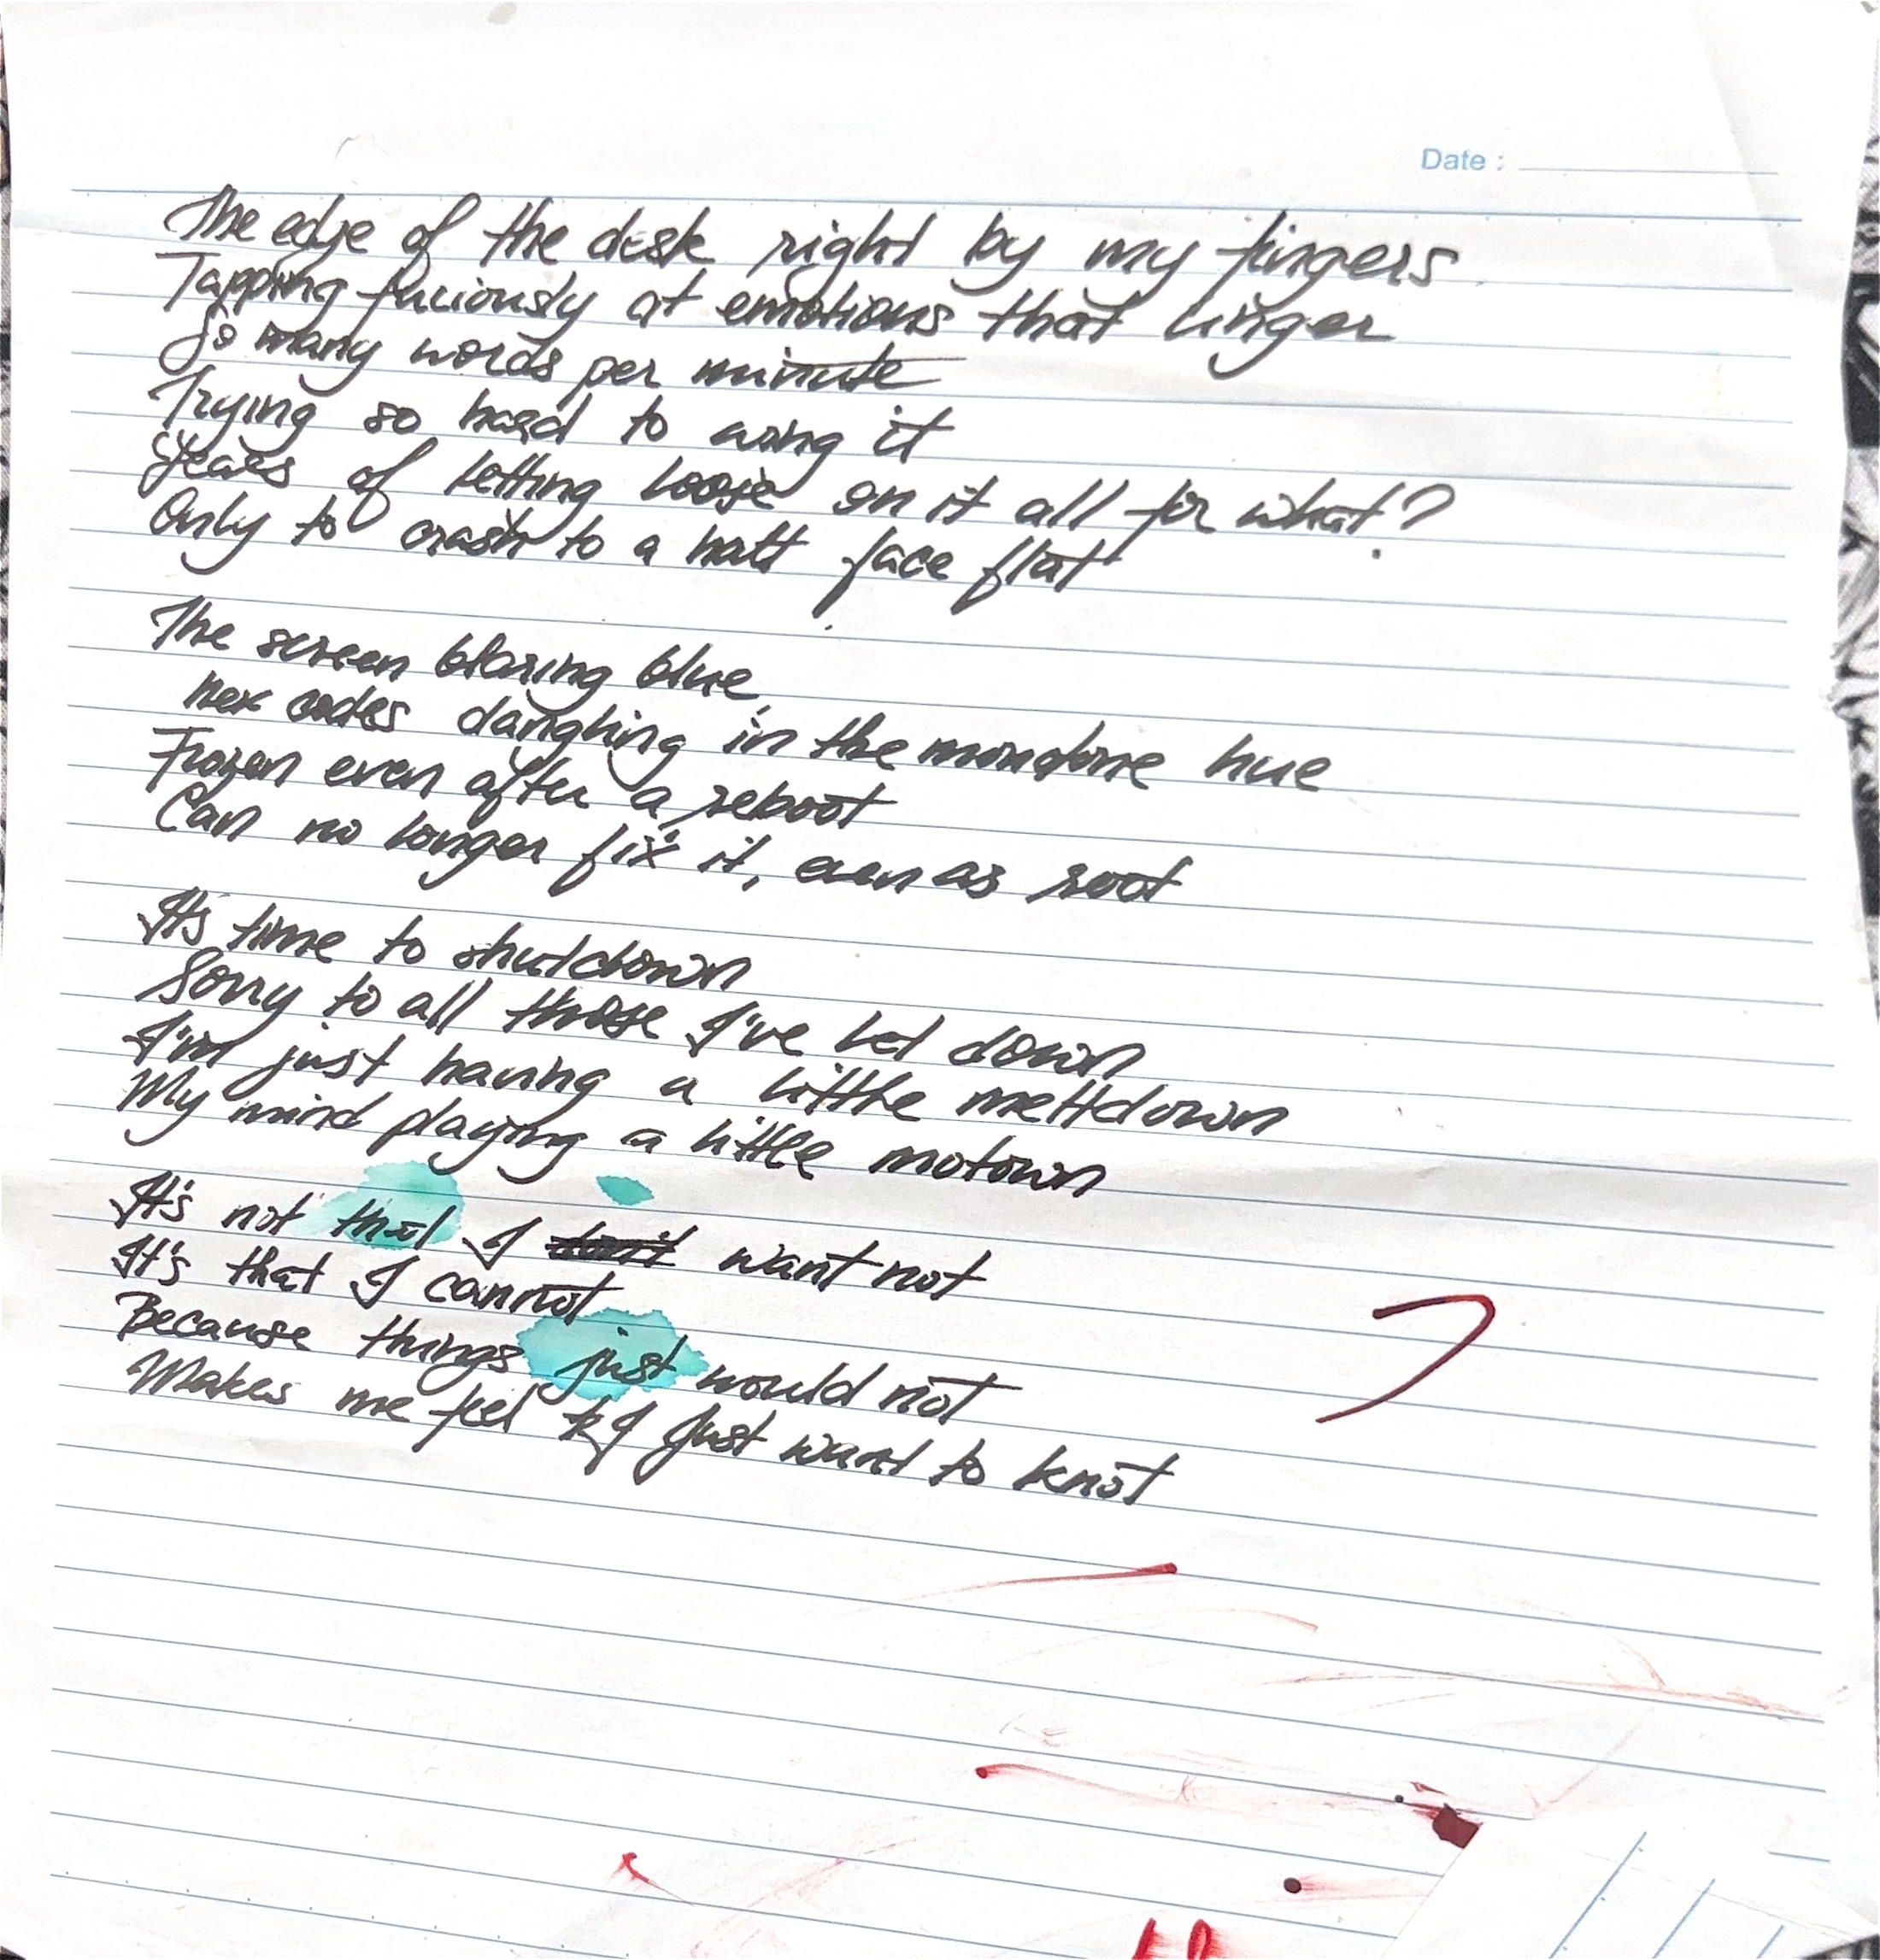 Date :
The edge of the desk right by my fingers
Tapping furiously at emotions that linger
So many words per minute
Trying so hard to wing it
Years of letting loose on it all for what?
Only to crash to a halt face flat
The screen blaring blue,
hex codes dangling in the monotone hue
Frozen even after a reboot
Can no longer fix it, even as root
It's time to shutdown
Sorry to all those I've let down
I'm just having a little meltdown
My mind playing a little motown
It's not that I want not
It's that I cannot
Because things just would not
Makes me feel I just want to knot